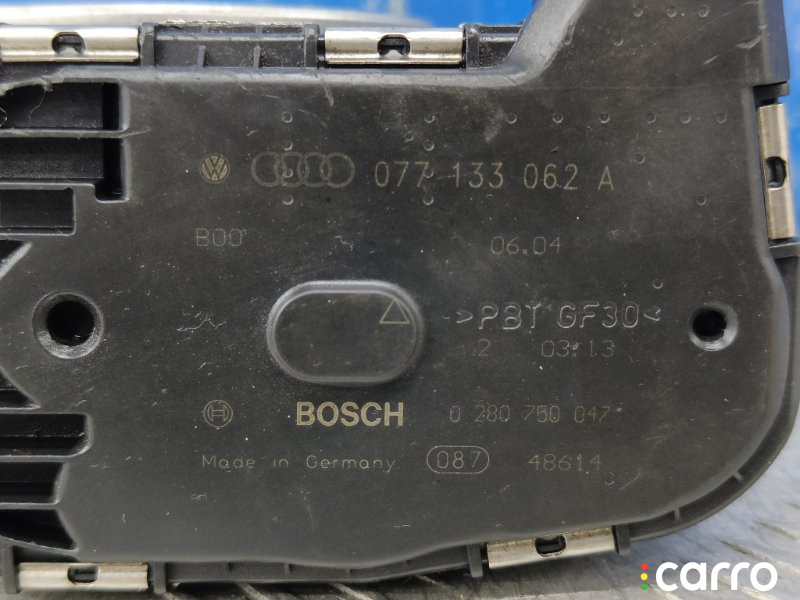 077 133 062 A
B00 06.04
>PBT GF30<
2 03.13
BOSCH 0 280 750 047
Made in Germany 087 48614
carro